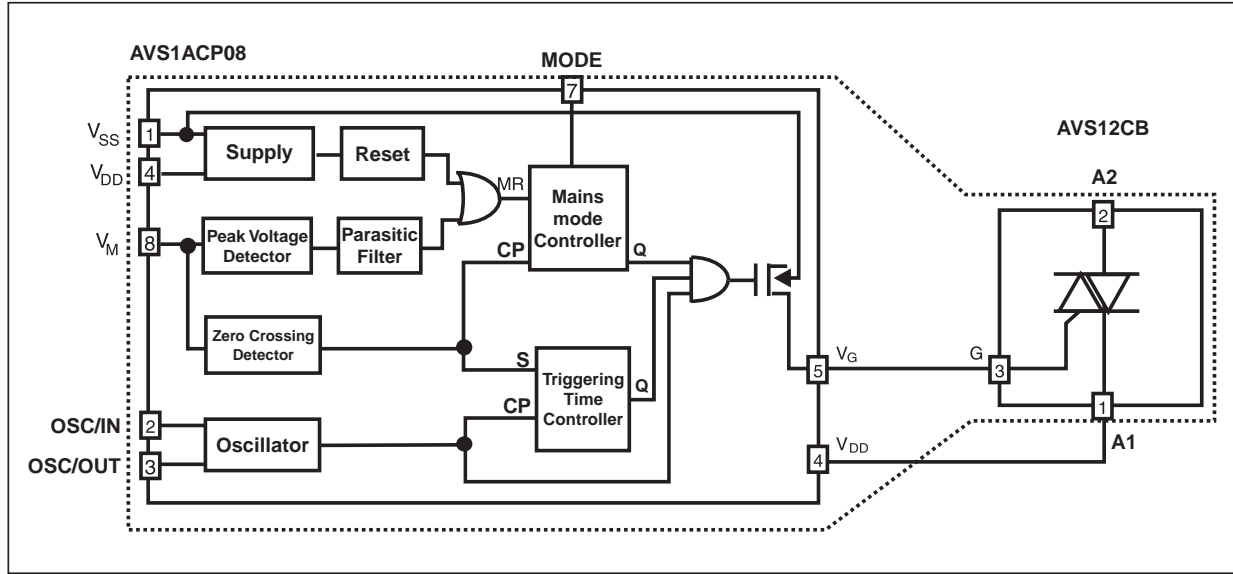 AVS1ACP08
MODE
7
AVS12CB
VSS
1
Supply
Reset
VDD
4
MR
Mains
mode
Controller
A2
2
VM
8
Peak Voltage
Detector
Parasitic
Filter
CP
Q
Zero Crossing
Detector
S
Triggering
Time
Controller
Q
CP
VG
5
G
3
1
A1
OSC/IN
2
Oscillator
OSC/OUT
3
4
VDD